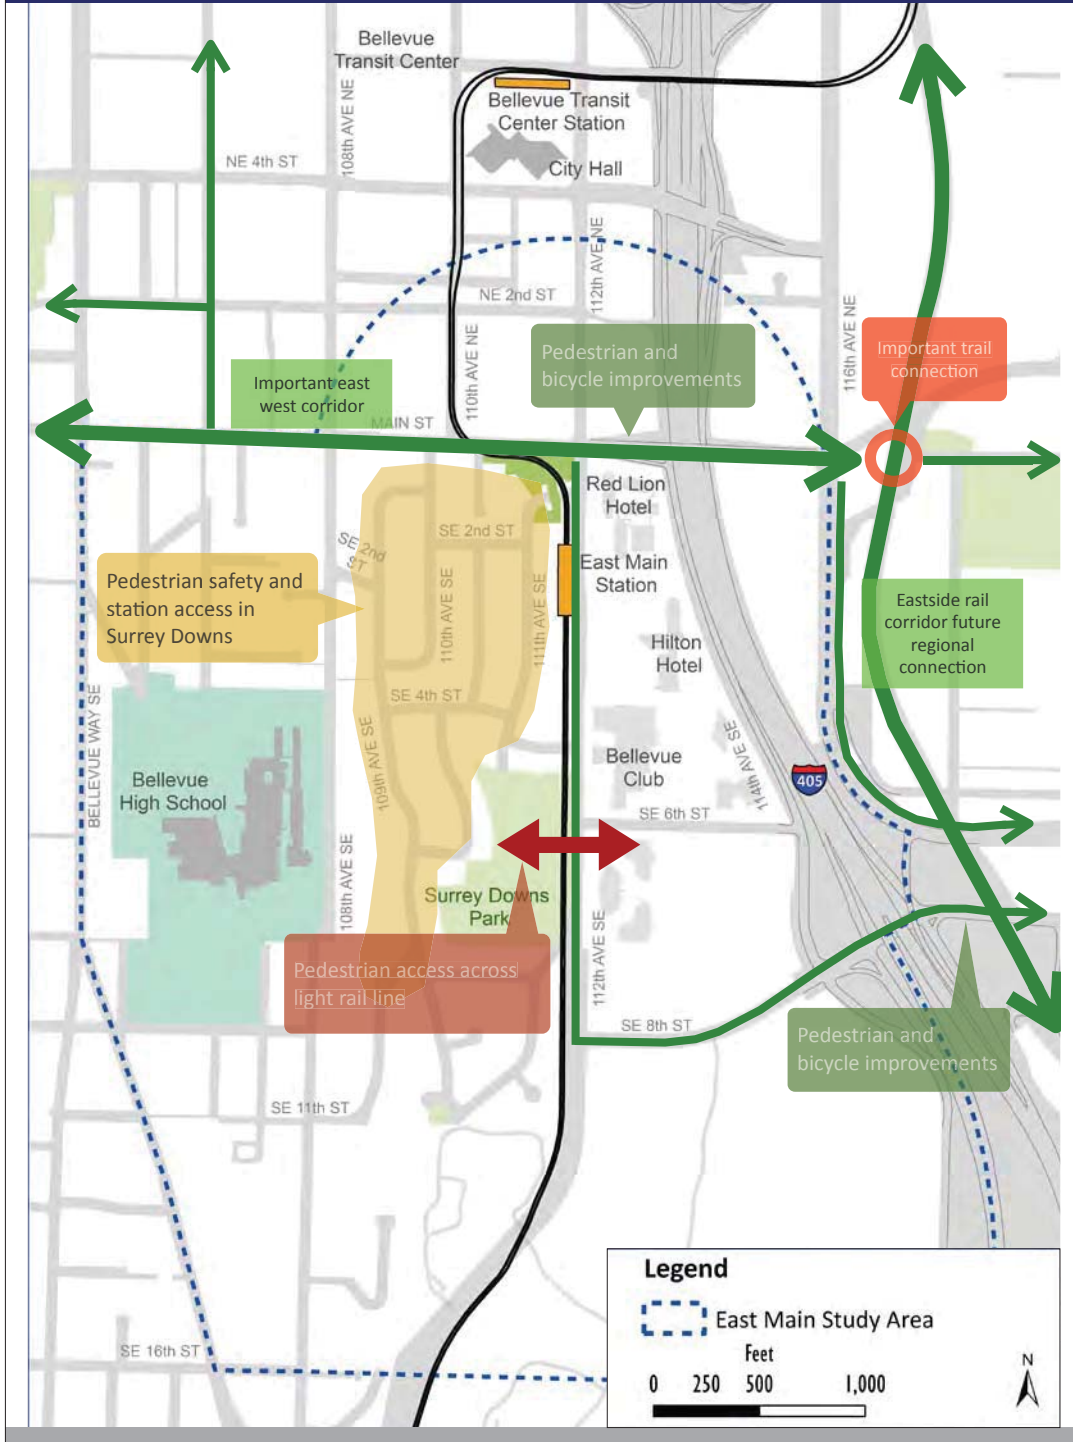 Bellevue
Transit Center
Bellevue Transit
Center Station
City Hall
108th AVE NE
NE 4th ST
112th AVE NE
NE 2nd ST
110th AVE NE
116th AVE NE
Pedestrian and
bicycle improvements
Important trail
connection
Important east
west corridor
MAIN ST
Red Lion
Hotel
SE 2nd ST
SE 2nd
ST
East Main
Station
Pedestrian safety and
station access in
Surrey Downs
110th AVE SE
111th AVE SE
Eastside rail
corridor future
regional
connection
Hilton
Hotel
SE 4th ST
BELLEVUE WAY SE
109th AVE SE
114th AVE SE
Bellevue
Club
405
Bellevue
High School
SE 6th ST
108th AVE SE
Surrey Downs
Park
112th AVE SE
Pedestrian access across
light rail line
SE 8th ST
Pedestrian and
bicycle improvements
SE 11th ST
SE 16th ST
Legend
East Main Study Area
Feet
0 250 500 1,000
N